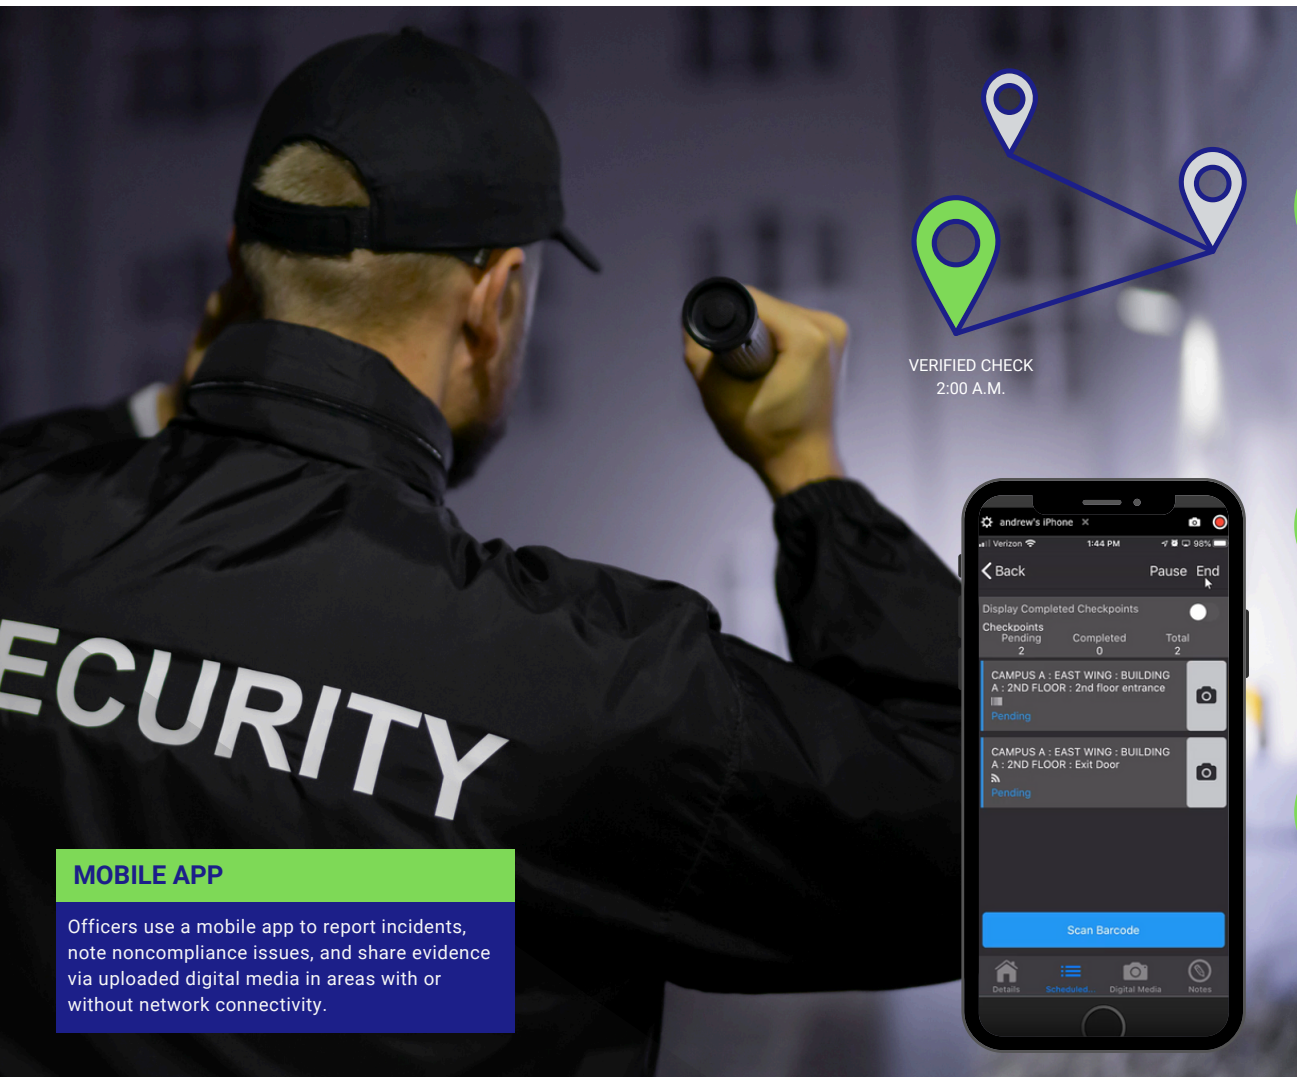 VERIFIED CHECK
2:00 A.M.
ECURITY
MOBILE APP
Officers use a mobile app to report incidents,
note noncompliance issues, and share evidence
via uploaded digital media in areas with or
without network connectivity.
andrew's iPhone ×
Verizon 1:44 PM 98%
Back Pause End
Display Completed Checkpoints
Checkpoints
Pending Completed Total
2 0 2
CAMPUS A : EAST WING : BUILDING
A : 2ND FLOOR : 2nd floor entrance
Pending
CAMPUS A : EAST WING : BUILDING
A : 2ND FLOOR : Exit Door
Pending
Scan Barcode
Details Scheduled... Digital Media Notes